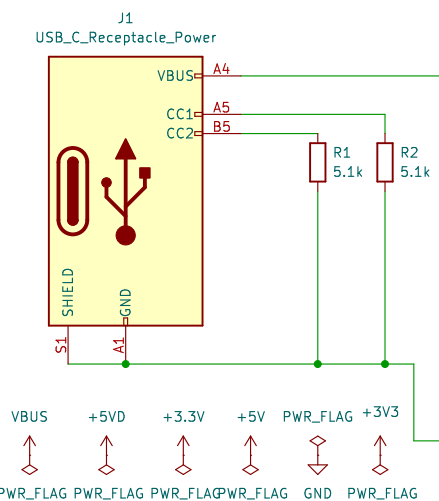 J1
USB_C_Receptacle_Power
VBUS A4
CC1 A5
CC2 B5
R1
5.1k
R2
5.1k
SHIELD
GND
S1
A1
VBUS
+5VD
+3.3V
+5V
PWR_FLAG
+3V3
PWR_FLAG
PWR_FLAG
PWR_FLAG
PWR_FLAG
GND
PWR_FLAG